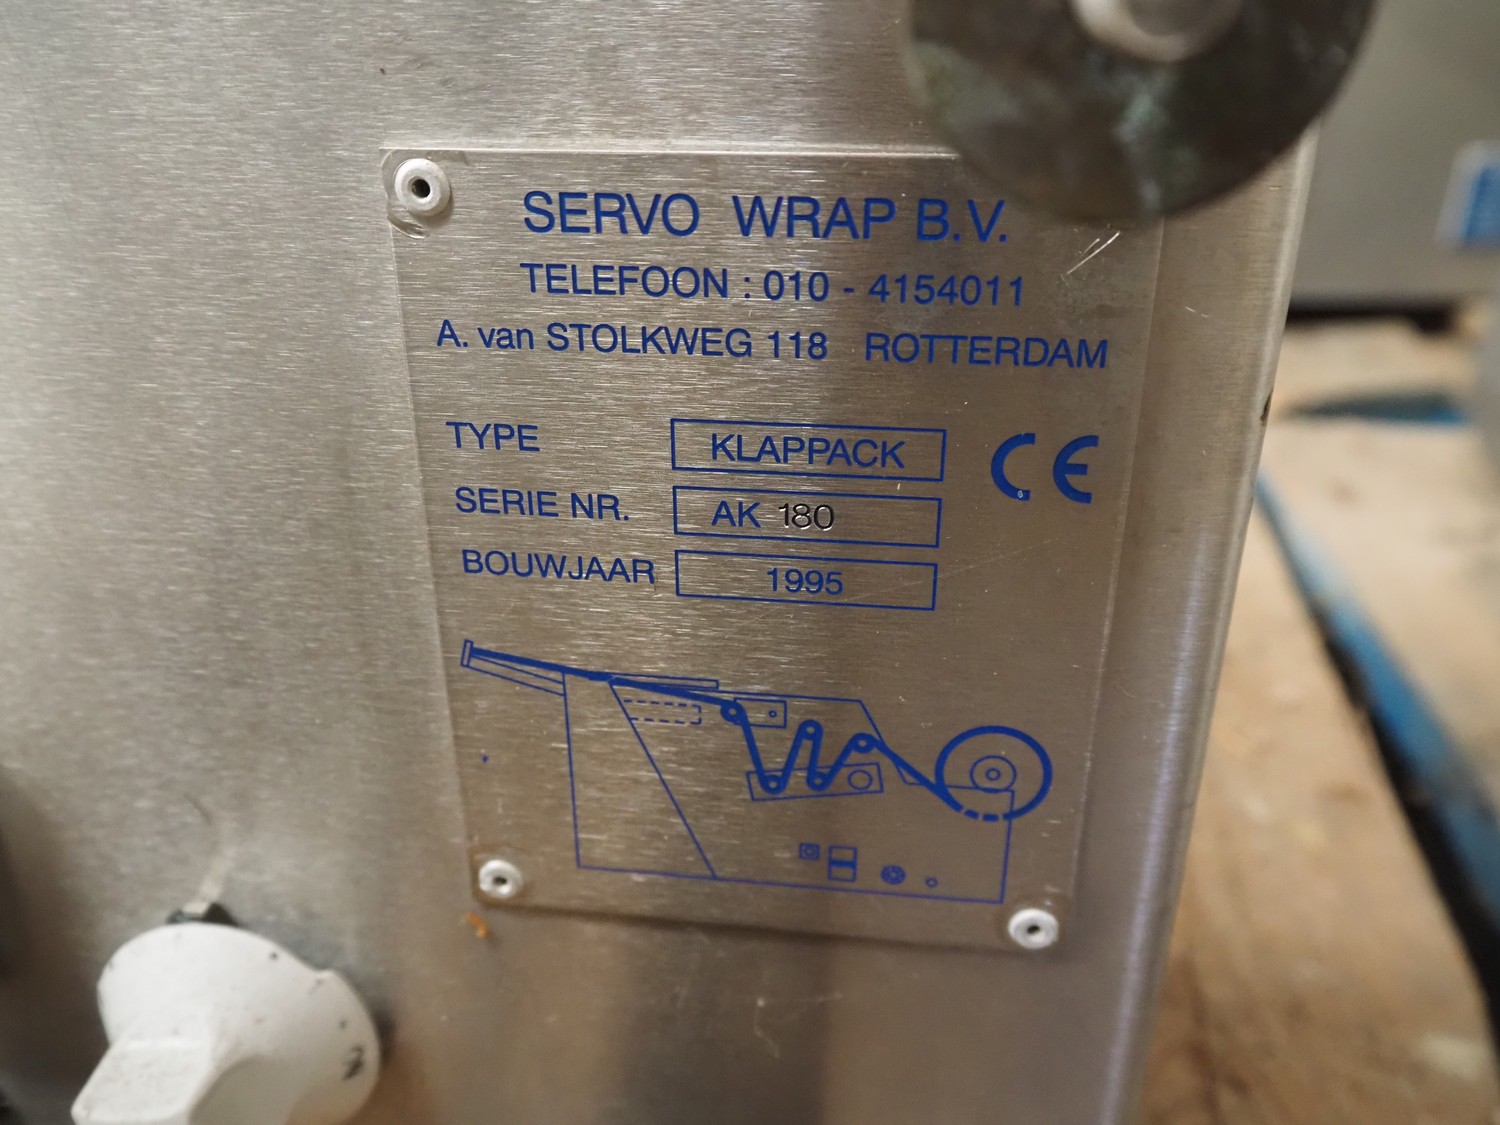 SERVO WRAP B.V.
TELEFOON : 010 - 4154011
A. van STOLKWEG 118 ROTTERDAM
TYPE KLAPPACK CE
SERIE NR. AK 180
BOUWJAAR 1995